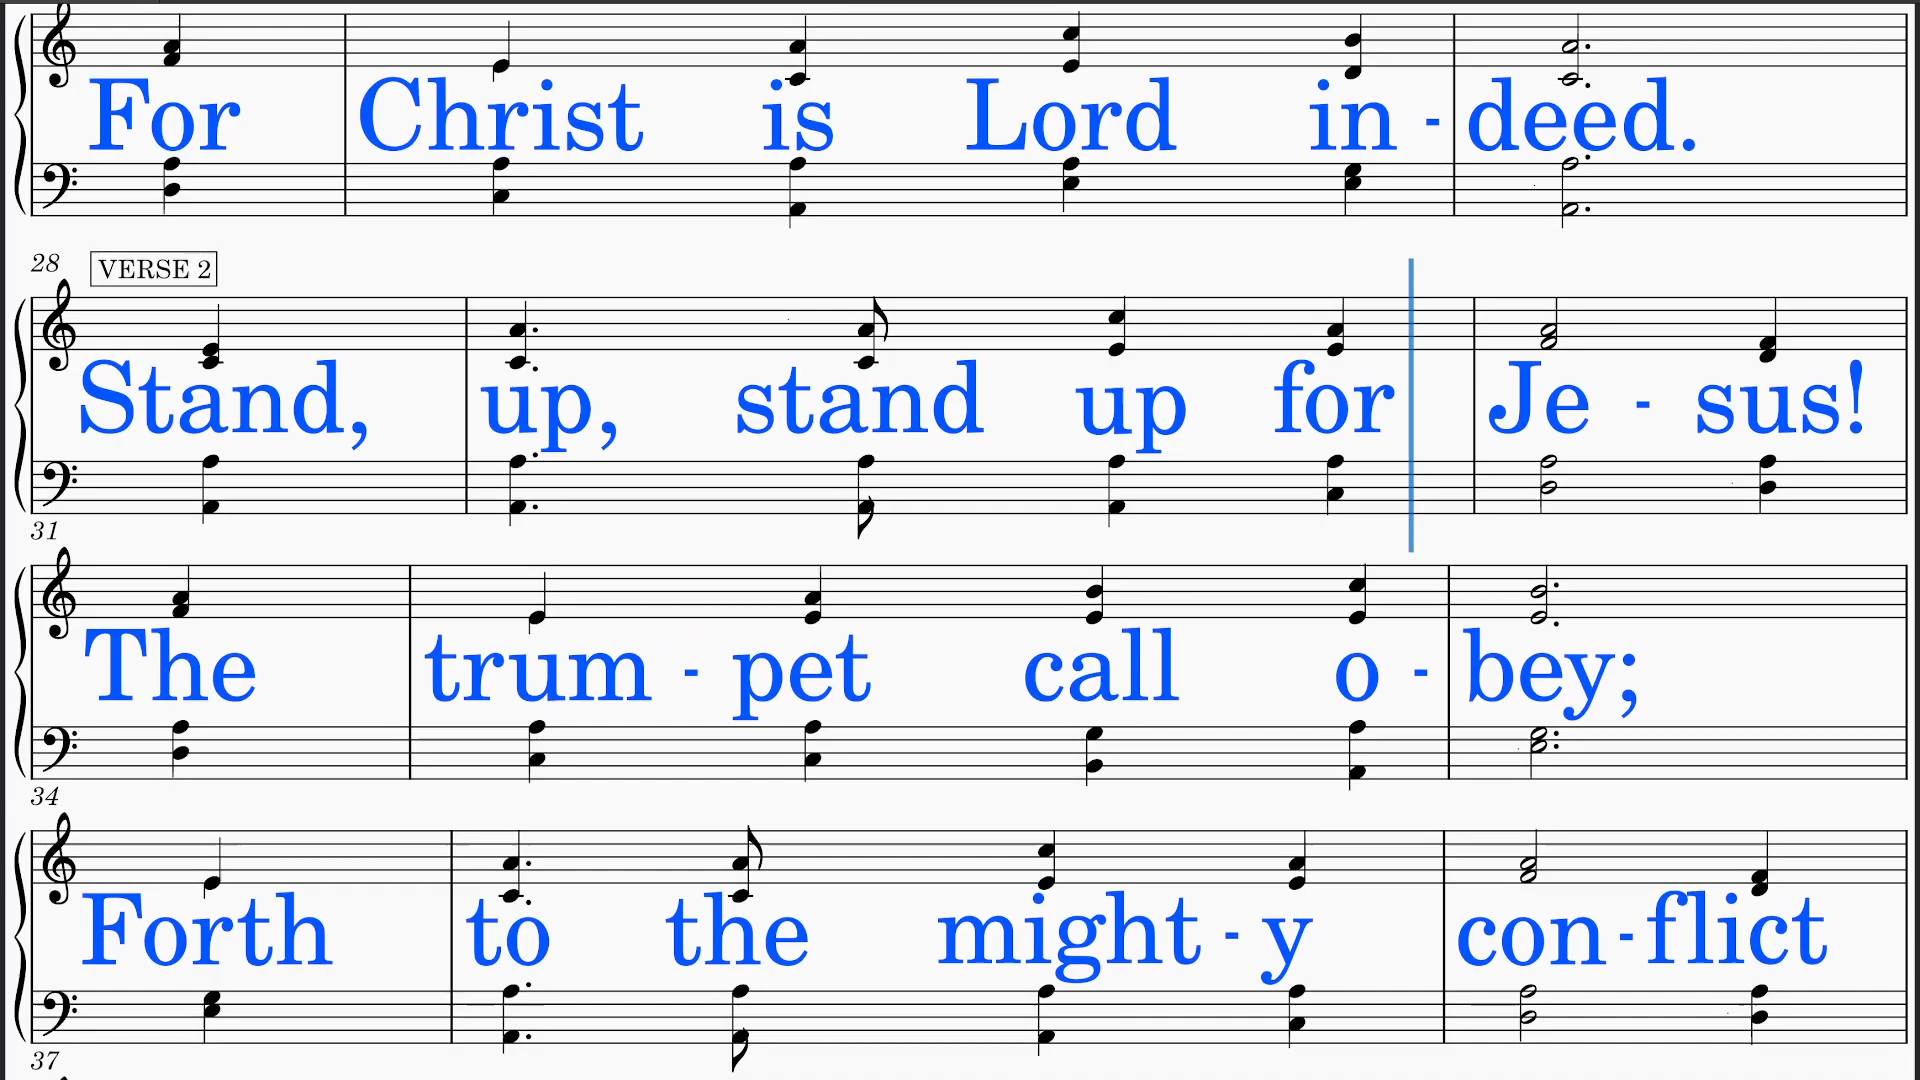 For Christ is Lord in - deed.
28 VERSE 2
Stand, up, stand up for Je - sus!
31
The trum - pet call o - bey;
34
Forth to the might - y con - flict
37